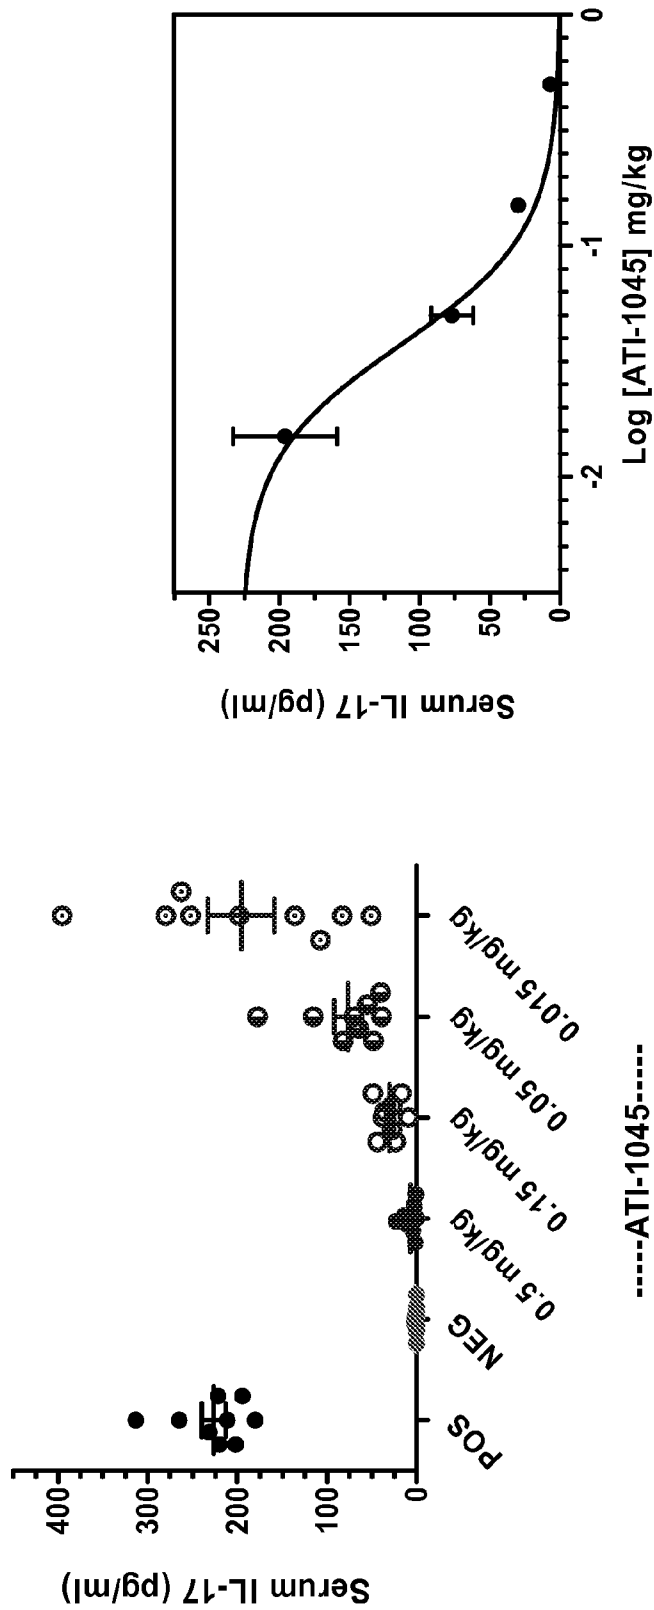 Serum IL-17 (pg/ml)
400
300
200
100
0
POS
NEG
0.5 mg/kg
0.15 mg/kg
0.05 mg/kg
0.015 mg/kg
-----ATI-1045-----
Serum IL-17 (pg/ml)
250
200
150
100
50
0
-2
-1
0
Log [ATI-1045] mg/kg